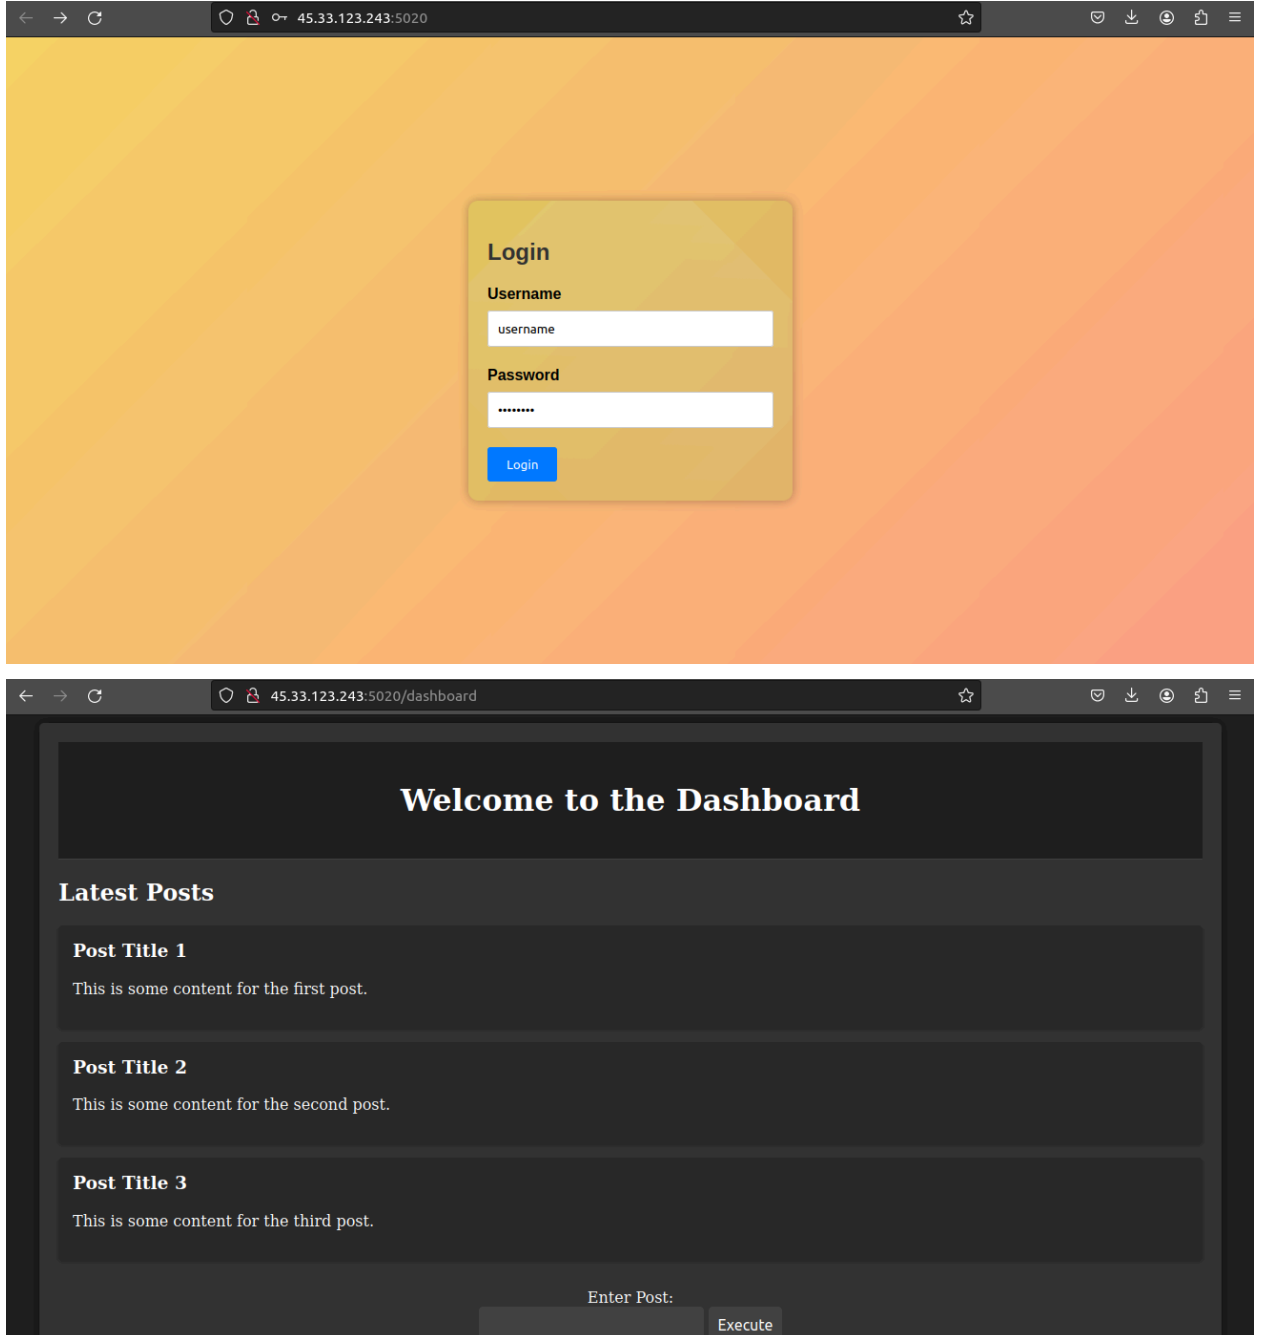 45.33.123.243:5020
Login
Username
username
Password
••••••••
Login
45.33.123.243:5020/dashboard
Welcome to the Dashboard
Latest Posts
Post Title 1
This is some content for the first post.
Post Title 2
This is some content for the second post.
Post Title 3
This is some content for the third post.
Enter Post:
Execute